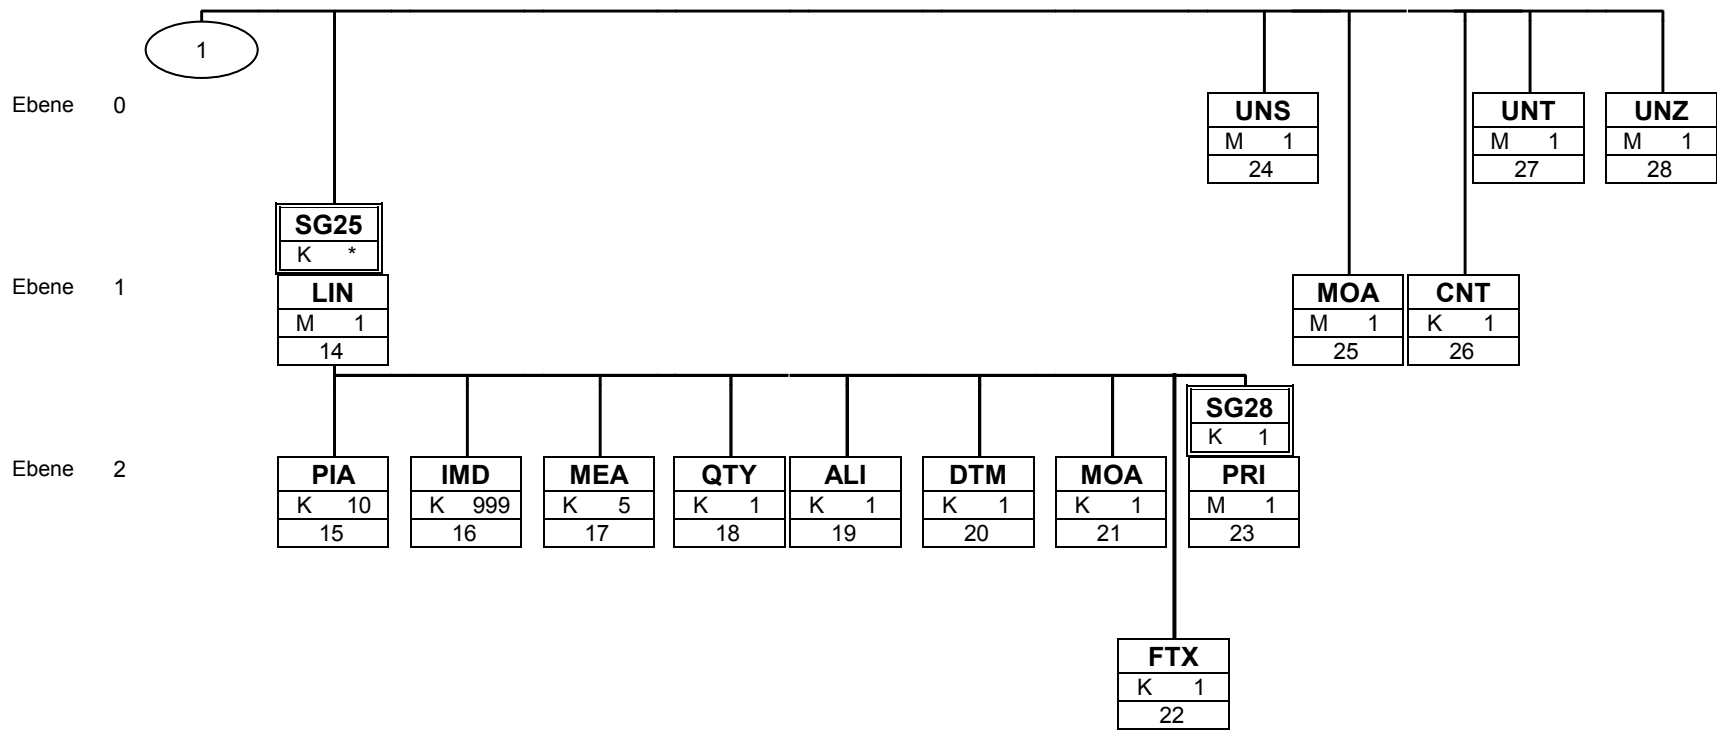 1
Ebene 0
UNS UNT UNZ
M 1 M 1 M 1
24 27 28
SG25
K *
Ebene 1
LIN MOA CNT
M 1 M 1 K 1
14 25 26
SG28
K 1
Ebene 2
PIA IMD MEA QTY ALI DTM MOA PRI
K 10 K 999 K 5 K 1 K 1 K 1 K 1 M 1
15 16 17 18 19 20 21 23
FTX
K 1
22